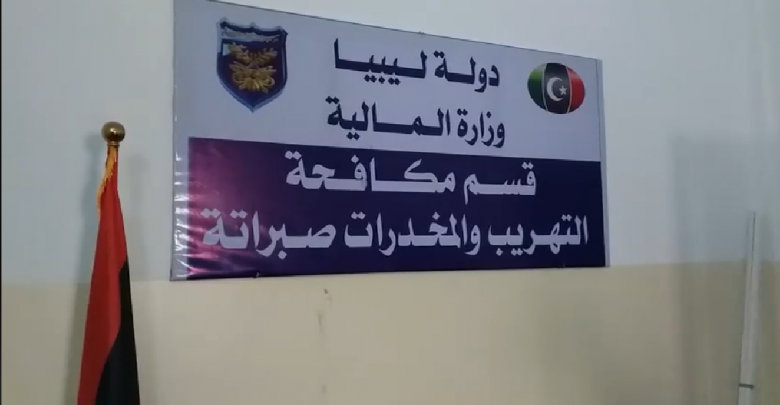 دولة ليبيا
وزارة المالية
قسم مكافحة
التهريب والمخدرات صبراتة